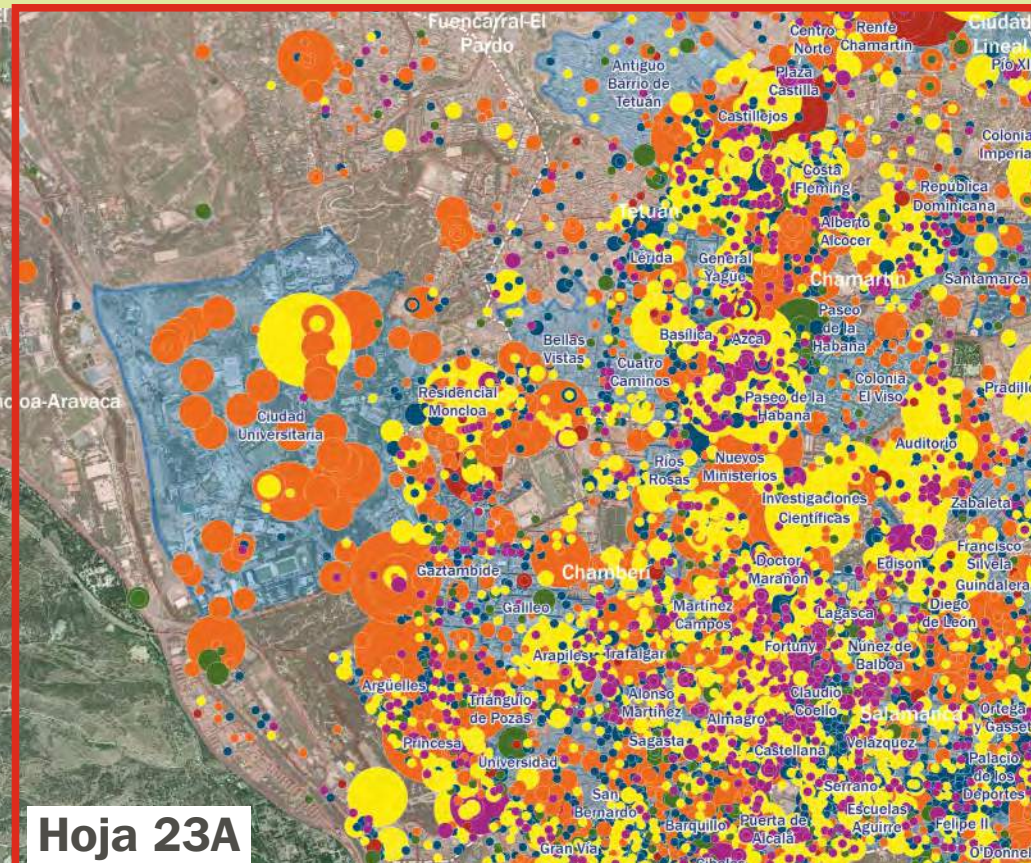 Fuencarral-El
Pardo
Centro
Norte
Renfe
Chamartín
Ciudad
Lineal
Pío XI
Antiguo
Barrio de
Tetuán
Plaza
Castilla
Castillejos
Colonia
Imperia
Costa
Fleming
República
Dominicana
Tetuán
Alberto
Alcocer
Lérida
General
Yagüe
Chamartín
Santamarca
Paseo
de la
Habana
Bellas
Vistas
Basílica
Azca
Cuatro
Caminos
Colonia
El Viso
Pradillo
ncloa-Aravaca
Residencial
Moncloa
Paseo de la
Habana
Ciudad
Universitaria
Auditorio
Ríos
Rosas
Nuevos
Ministerios
Investigaciones
Científicas
Zabaleta
Francisco
Silvela
Gaztambide
Chamberí
Doctor
Marañón
Edison
Guindalera
Galileo
Martínez
Campos
Lagasca
Diego
de León
Arapiles
Trafalgar
Fortuny
Núñez de
Balboa
Argüelles
Triángulo
de Pozas
Alonso
Martínez
Almagro
Claudio
Coello
Salamanca
Ortega
y Gasset
Princesa
Universidad
Sagasta
Castellana
Velázquez
Palacio
de los
Deportes
San
Bernardo
Serrano
Barquillo
Puerta de
Alcalá
Escuelas
Aguirre
Felipe II
Gran Vía
O'Donnel
Cibeles
Hoja 23A